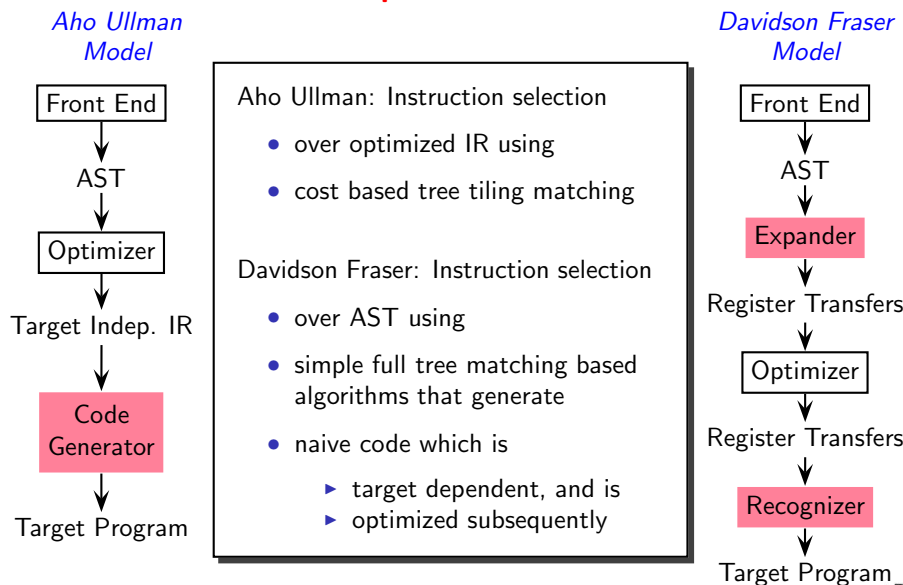 Aho Ullman
Model
Front End
AST
Optimizer
Target Indep. IR
Code
Generator
Target Program
Aho Ullman: Instruction selection
• over optimized IR using
• cost based tree tiling matching
Davidson Fraser: Instruction selection
• over AST using
• simple full tree matching based
algorithms that generate
• naive code which is
▶ target dependent, and is
▶ optimized subsequently
Davidson Fraser
Model
Front End
AST
Expander
Register Transfers
Optimizer
Register Transfers
Recognizer
Target Program